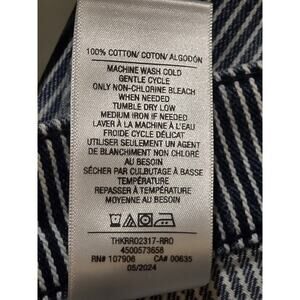 100% COTTON/ COTON/ ALGODÓN
MACHINE WASH COLD
GENTLE CYCLE
ONLY NON-CHLORINE BLEACH
WHEN NEEDED
TUMBLE DRY LOW
MEDIUM IRON IF NEEDED
LAVER À LA MACHINE À L'EAU
FROIDE CYCLE DÉLICAT
UTILISER SEULEMENT UN AGENT
DE BLANCHIMENT NON CHLORÉ
AU BESOIN
SÉCHER PAR CULBUTAGE À BASSE
TEMPÉRATURE
REPASSER À TEMPÉRATURE
MOYENNE AU BESOIN
THKRR02317-RRO
4500573658
RN# 107906 CA# 00635
05/2024